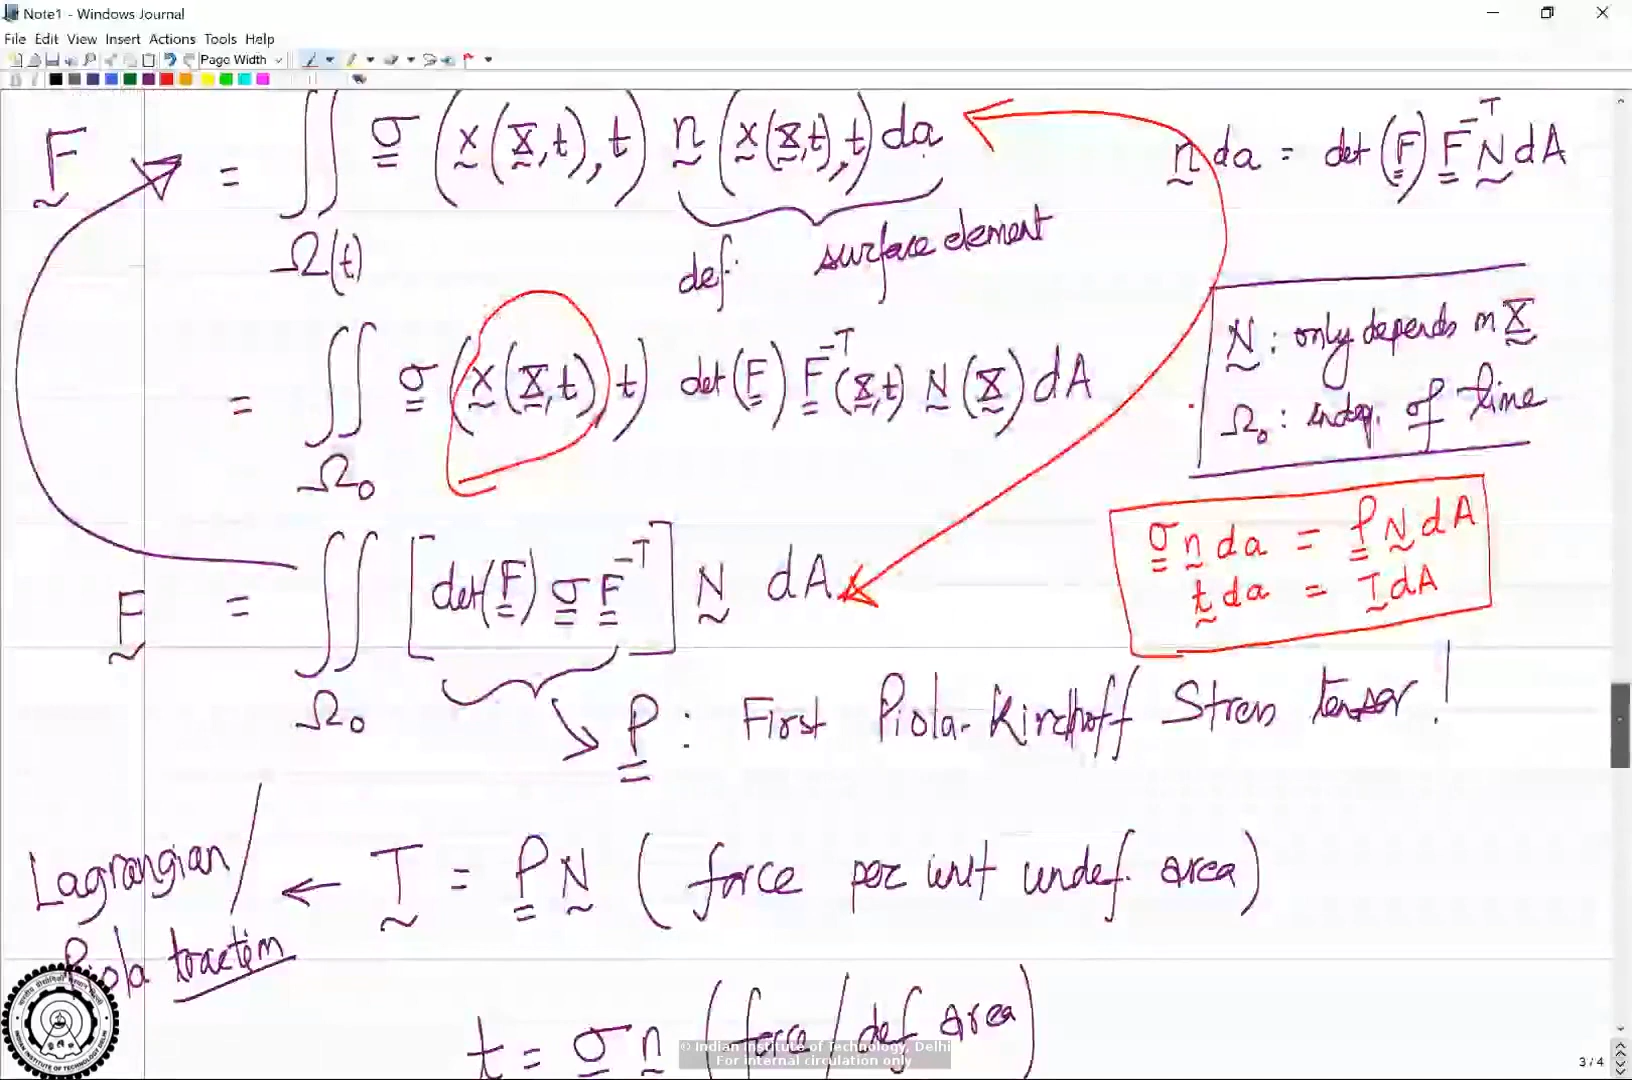 Note1 - Windows Journal
File Edit View Insert Actions Tools Help
Page Width
F = ∬ σ (x(X,t),t) n (x(X,t),t) da
Ω(t)
def. surface element
n da = det(F) F^-T N dA
= ∬ σ (x(X,t),t) det(F) F^-T (X,t) N (X) dA
Ω₀
N : only depends on X
Ω₀ : indep. of time
σ n da = P N dA
t da = T dA
F = ∬ [det(F) σ F^-T] N dA
Ω₀
P : First Piola-Kirchoff Stress tensor!
Lagrangian/
Piola traction
← T = P N (force per unit undef. area)
t = σ n (force/def area)
© Indian Institute of Technology, Delhi
For internal circulation only
3 / 4